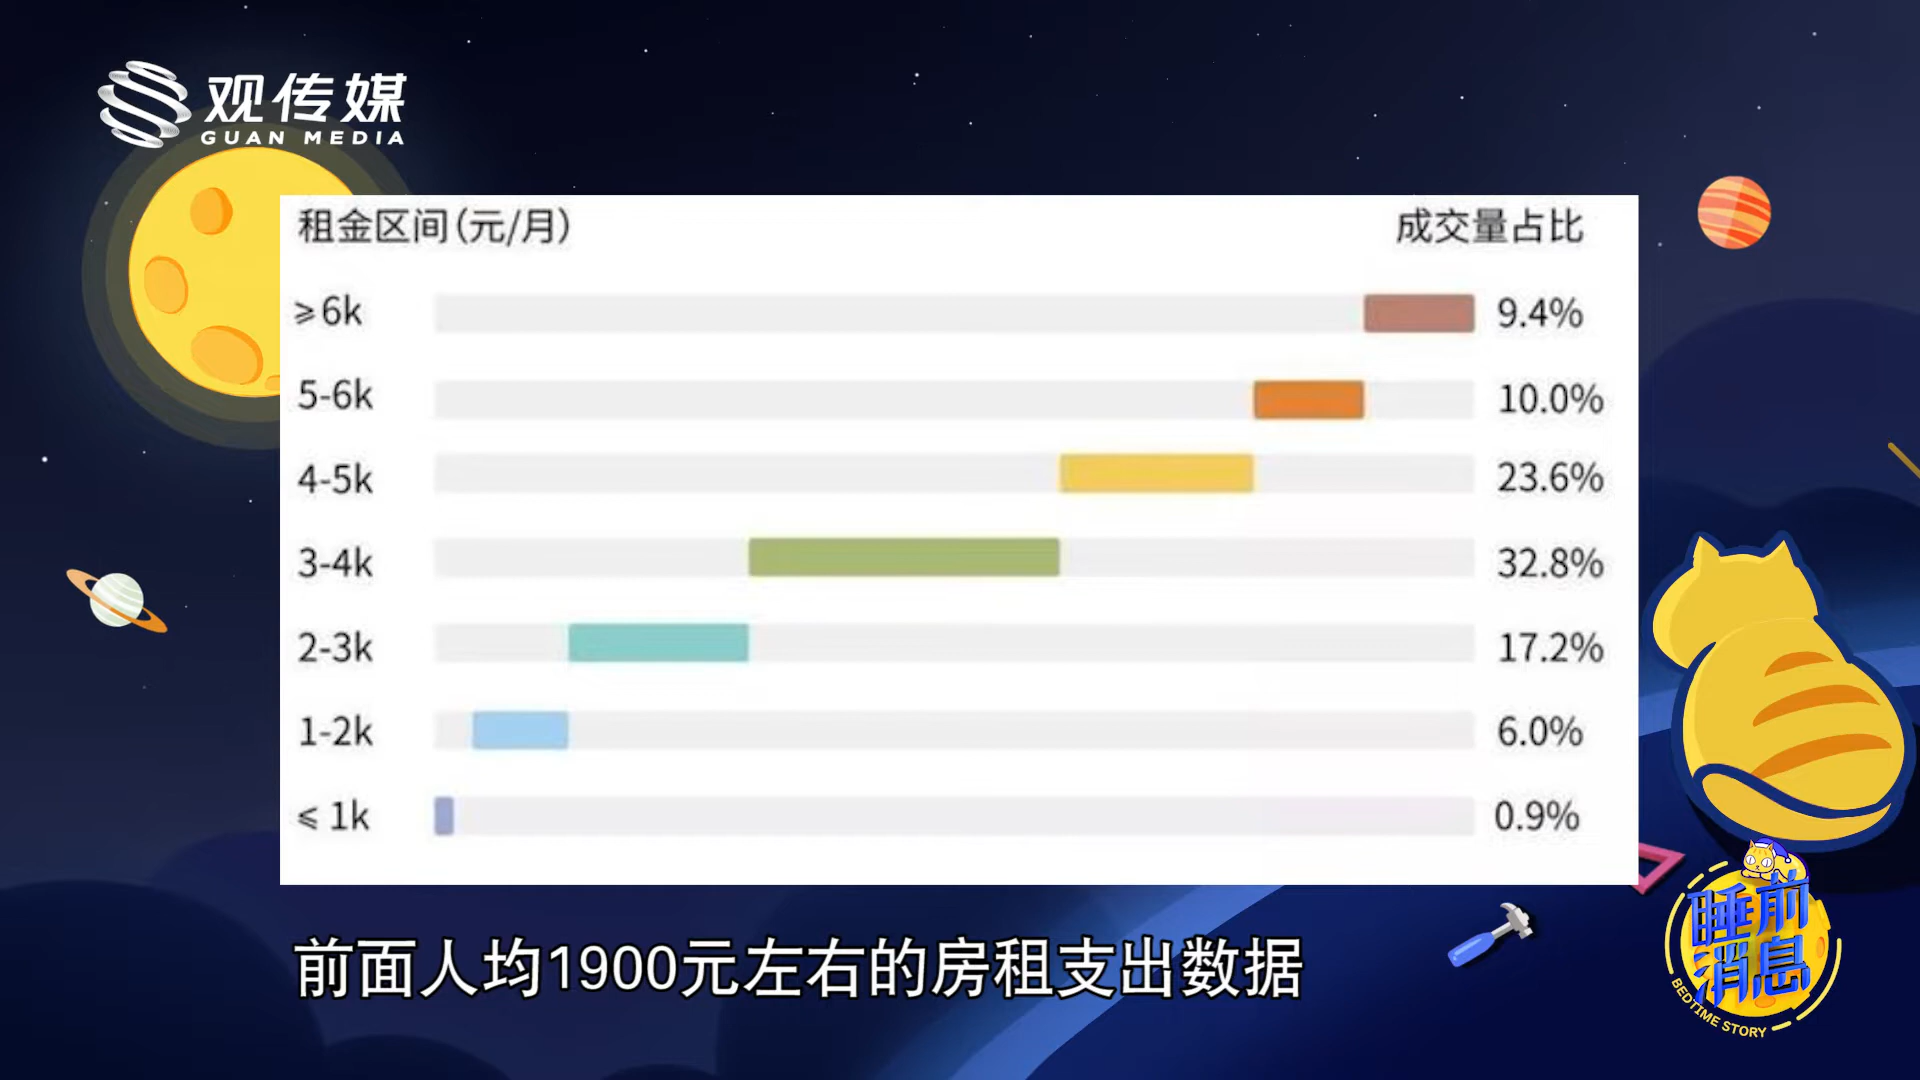 观传媒
GUAN MEDIA
租金区间(元/月) 成交量占比
≥6k 9.4%
5-6k 10.0%
4-5k 23.6%
3-4k 32.8%
2-3k 17.2%
1-2k 6.0%
≤ 1k 0.9%
前面人均1900元左右的房租支出数据
睡前
消息
BEDTIME STORY